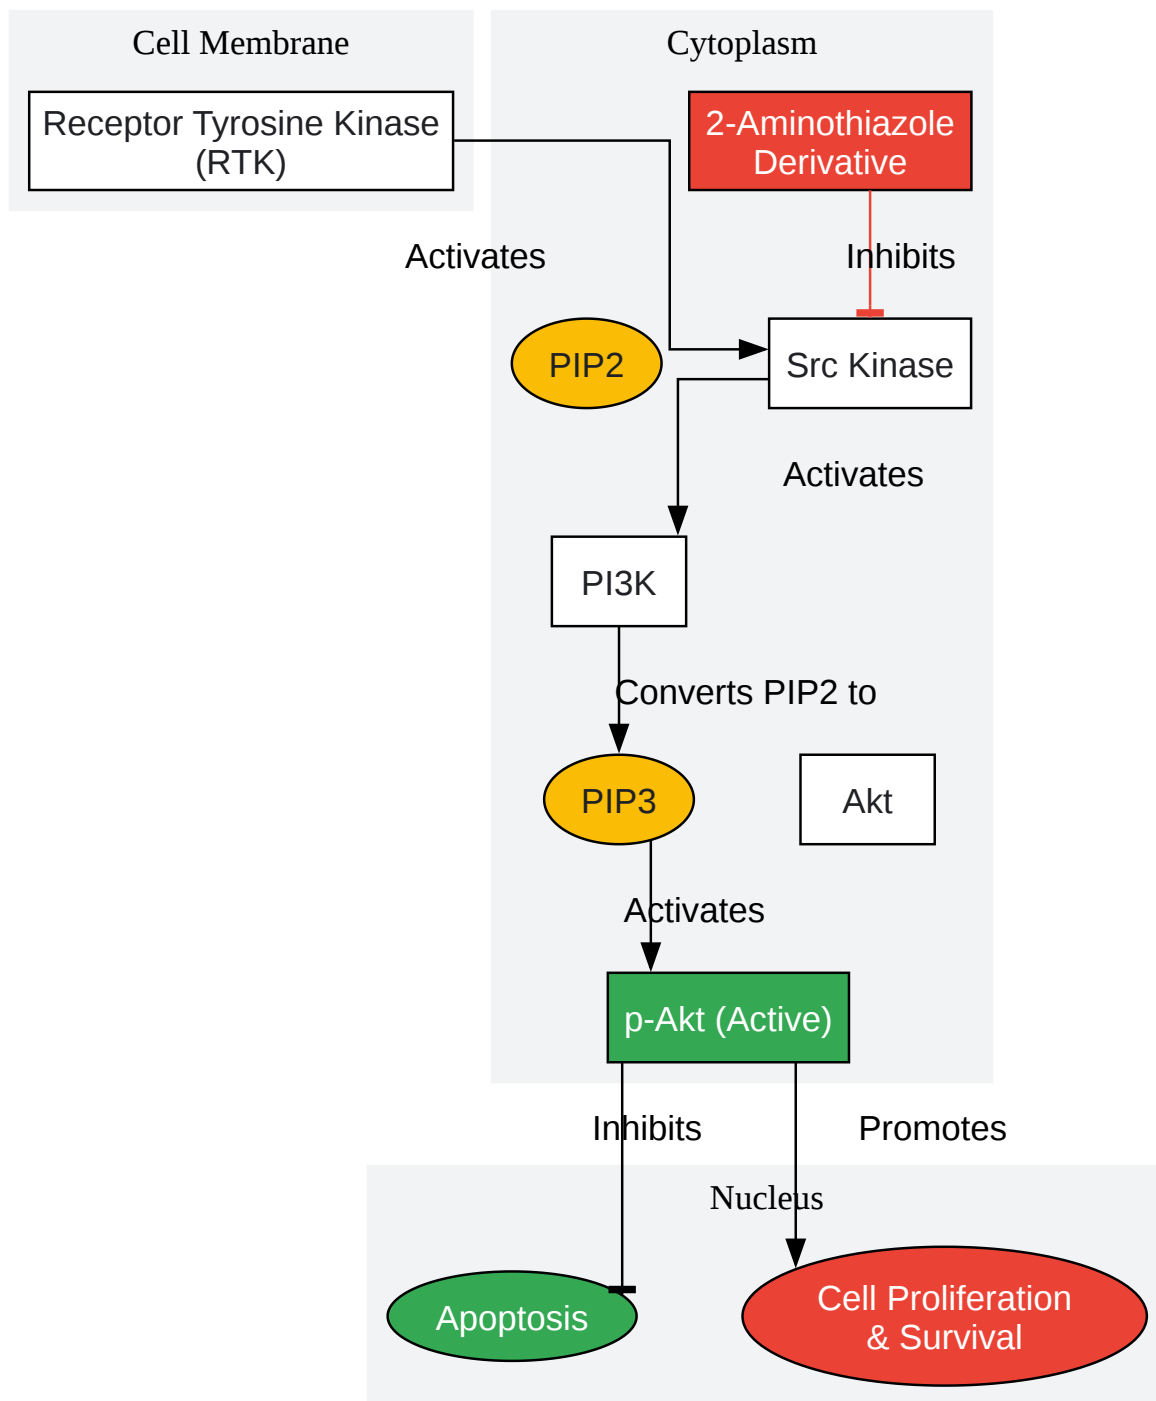 Cell Membrane
Cytoplasm
Receptor Tyrosine Kinase
(RTK)
2-Aminothiazole
Derivative
Activates
Inhibits
PIP2
Src Kinase
Activates
PI3K
Converts PIP2 to
PIP3
Akt
Activates
p-Akt (Active)
Inhibits
Promotes
Nucleus
Apoptosis
Cell Proliferation
& Survival